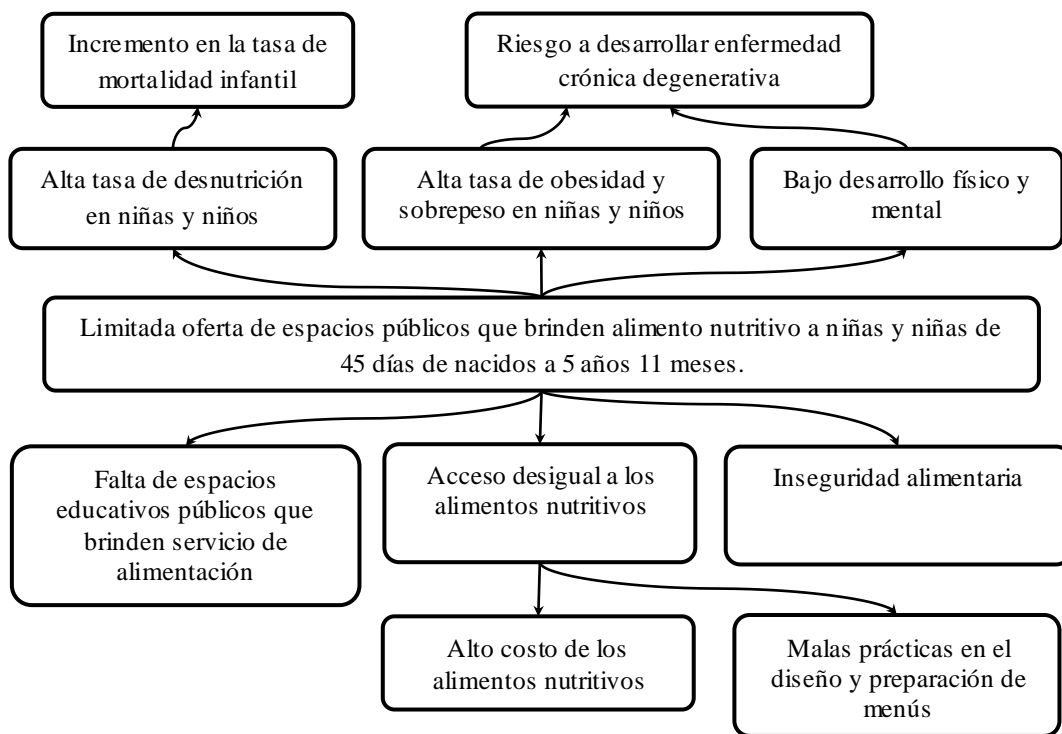 Incremento en la tasa de
mortalidad infantil
Riesgo a desarrollar enfermedad
crónica degenerativa
Alta tasa de desnutrición
en niñas y niños
Alta tasa de obesidad y
sobrepeso en niñas y niños
Bajo desarrollo físico y
mental
Limitada oferta de espacios públicos que brinden alimento nutritivo a niñas y niñas de
45 días de nacidos a 5 años 11 meses.
Falta de espacios
educativos públicos que
brinden servicio de
alimentación
Acceso desigual a los
alimentos nutritivos
Inseguridad alimentaria
Alto costo de los
alimentos nutritivos
Malas prácticas en el
diseño y preparación de
menús